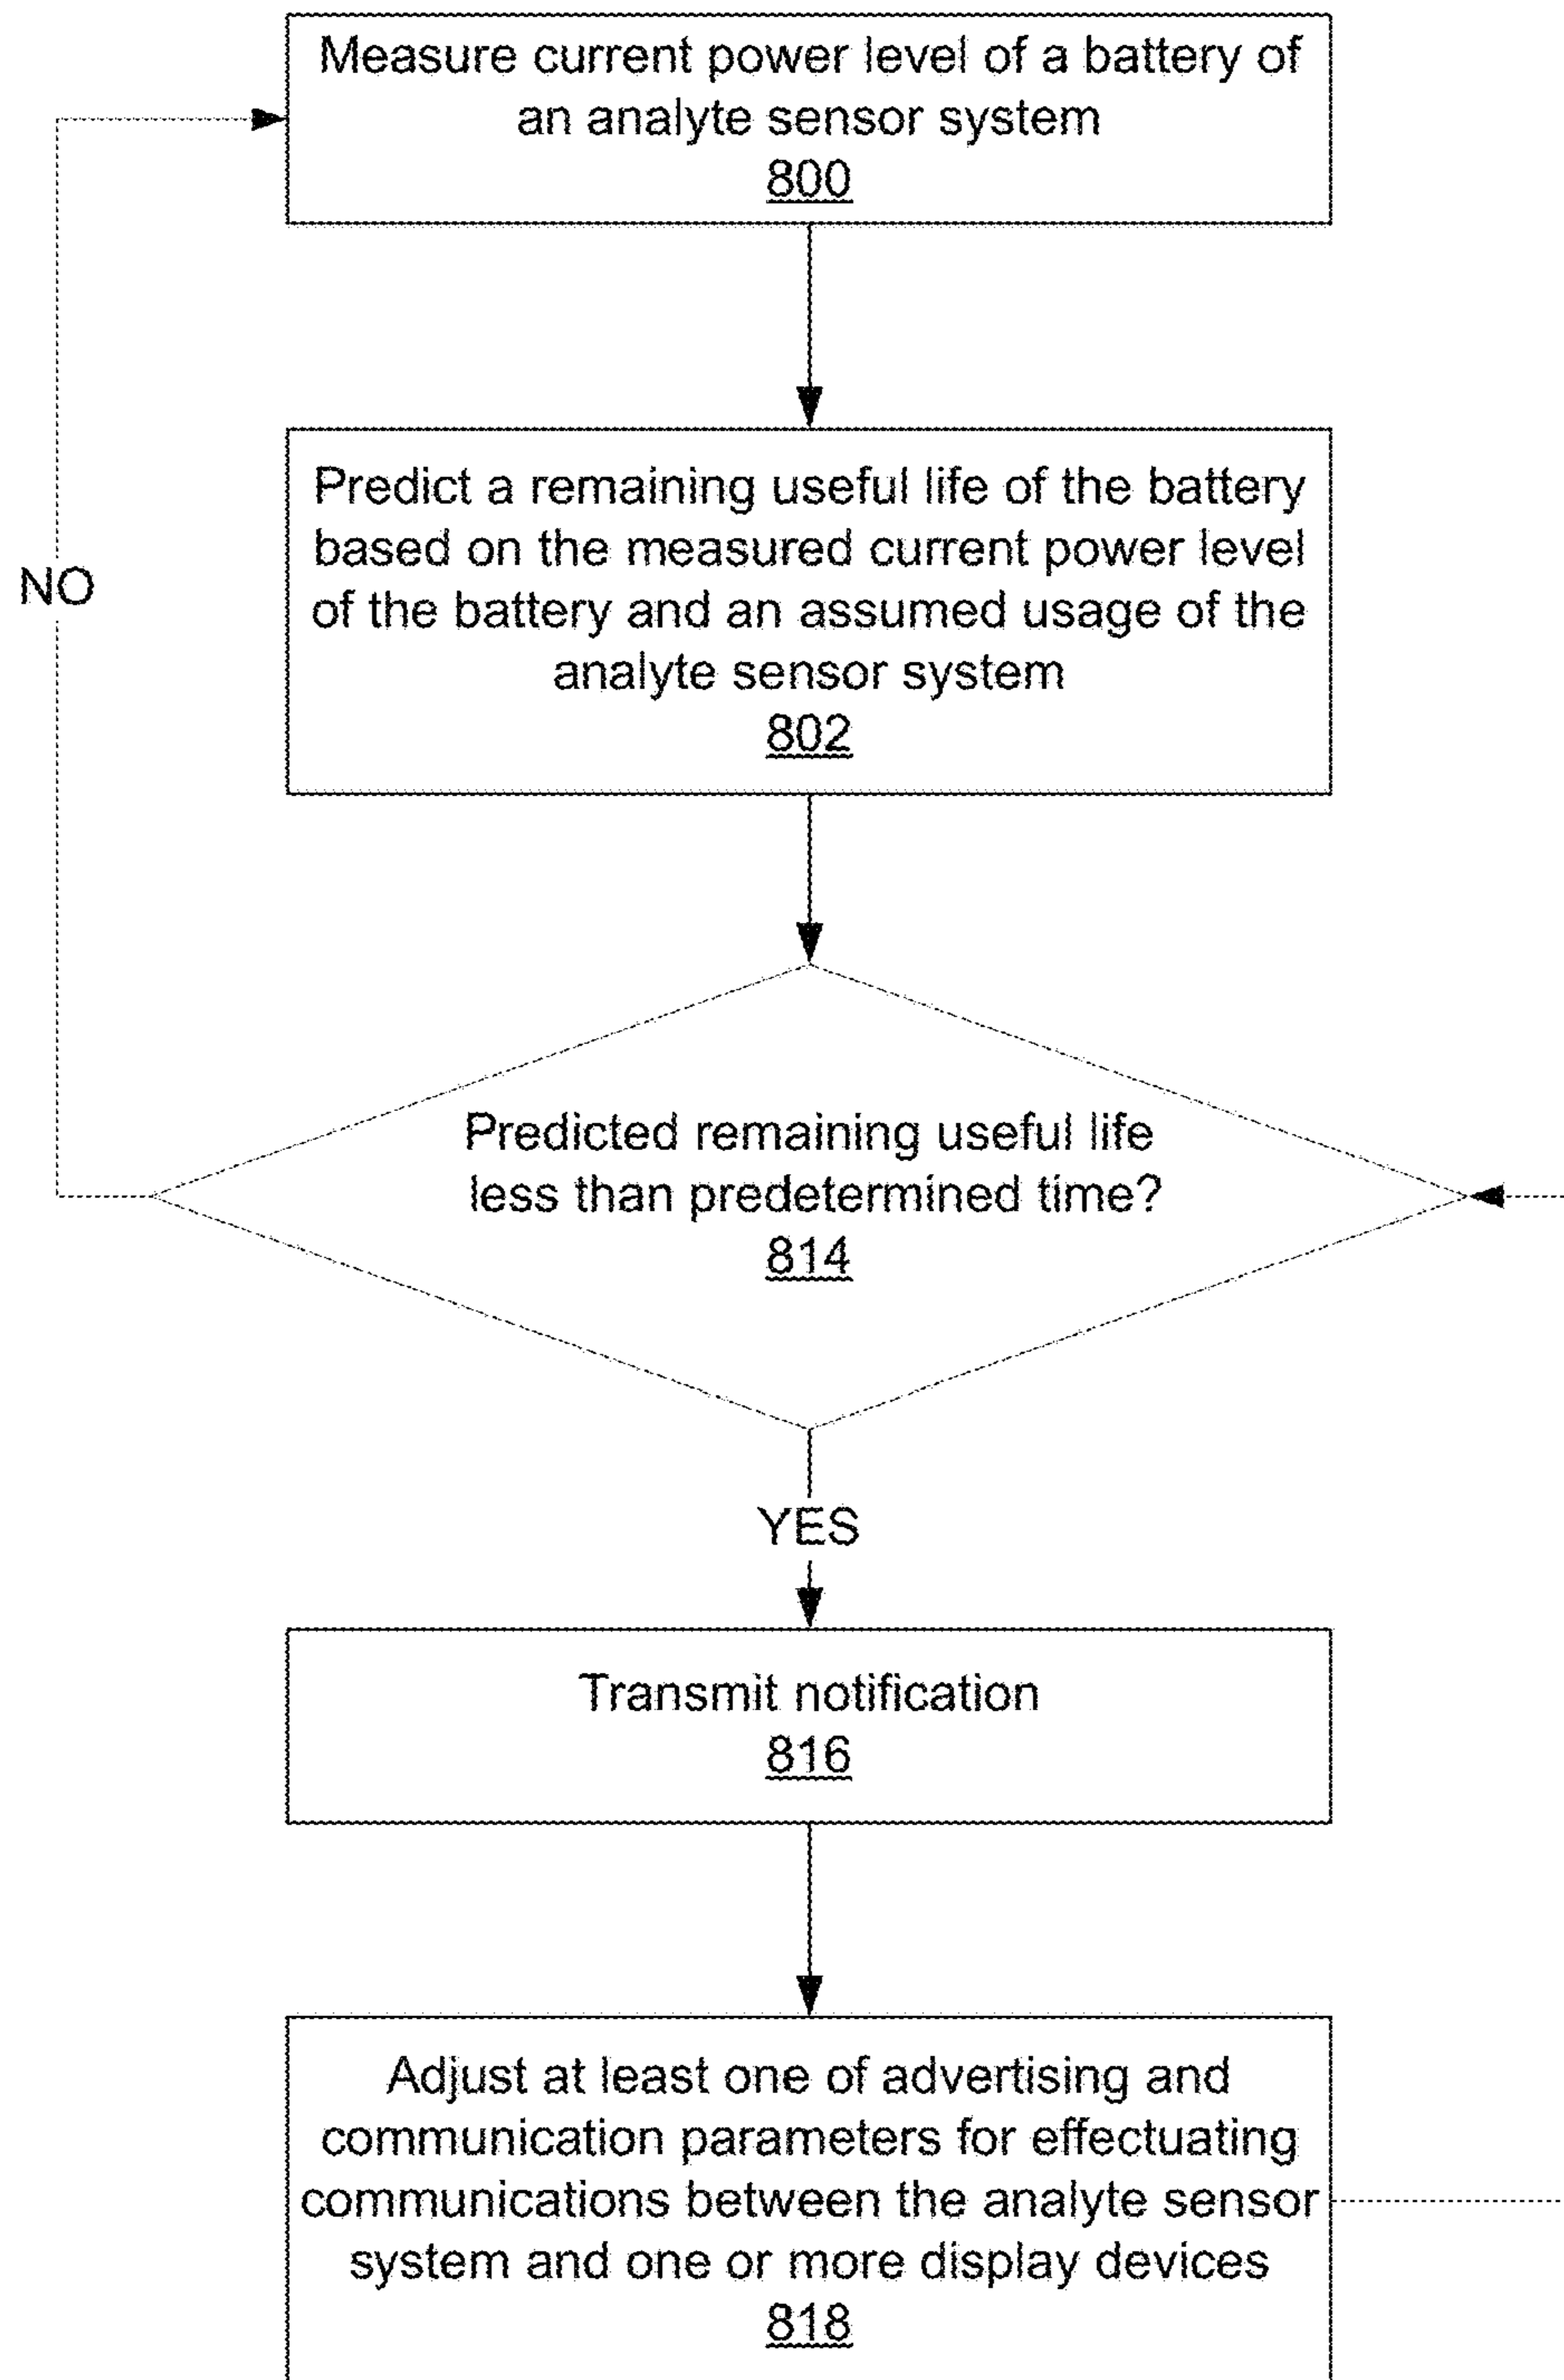 Measure current power level of a battery of
an analyte sensor system
800
Predict a remaining useful life of the battery
based on the measured current power level
of the battery and an assumed usage of the
analyte sensor system
802
NO
Predicted remaining useful life
less than predetermined time?
814
YES
Transmit notification
816
Adjust at least one of advertising and
communication parameters for effectuating
communications between the analyte sensor
system and one or more display devices
818